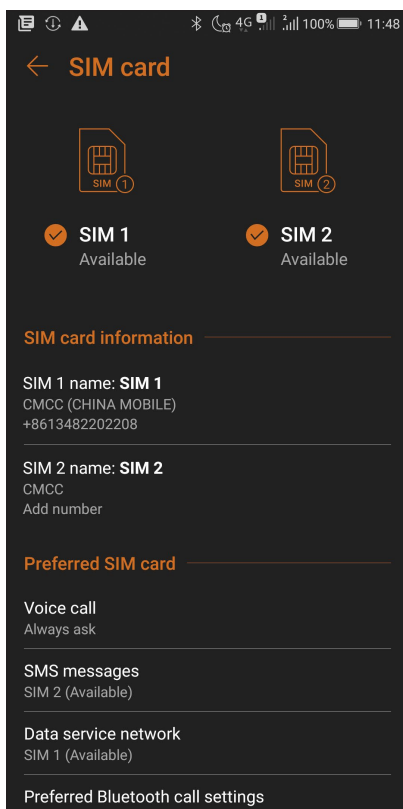 4G 1 2 100% 11:48
SIM card
SIM 1 SIM 2
SIM 1 SIM 2
Available Available
SIM card information
SIM 1 name: SIM 1
CMCC (CHINA MOBILE)
+8613482202208
SIM 2 name: SIM 2
CMCC
Add number
Preferred SIM card
Voice call
Always ask
SMS messages
SIM 2 (Available)
Data service network
SIM 1 (Available)
Preferred Bluetooth call settings